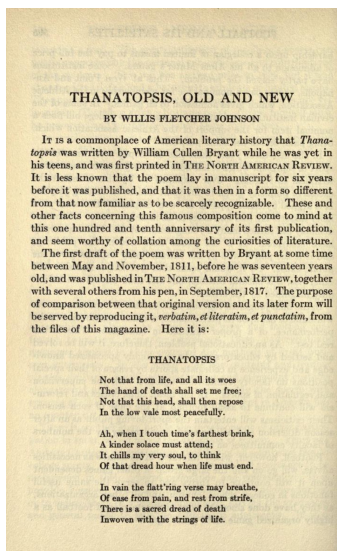 THANATOPSIS, OLD AND NEW
BY WILLIS FLETCHER JOHNSON
IT IS a commonplace of American literary history that Thana-
topsis was written by William Cullen Bryant while he was yet in
his teens, and was first printed in THE NORTH AMERICAN REVIEW.
It is less known that the poem lay in manuscript for six years
before it was published, and that it was then in a form so different
from that now familiar as to be scarcely recognizable. These and
other facts concerning this famous composition come to mind at
this one hundred and tenth anniversary of its first publication,
and seem worthy of collation among the curiosities of literature.
The first draft of the poem was written by Bryant at some time
between May and November, 1811, before he was seventeen years
old, and was published in THE NORTH AMERICAN REVIEW, together
with several others from his pen, in September, 1817. The purpose
of comparison between that original version and its later form will
be served by reproducing it, verbatim, et literatim, et punctatim, from
the files of this magazine. Here it is:
THANATOPSIS
Not that from life, and all its woes
The hand of death shall set me free;
Not that this head, shall then repose
In the low vale most peacefully.
Ah, when I touch time's farthest brink,
A kinder solace must attend;
It chills my very soul, to think
Of that dread hour when life must end.
In vain the flatt'ring verse may breathe,
Of ease from pain, and rest from strife,
There is a sacred dread of death
Inwoven with the strings of life.